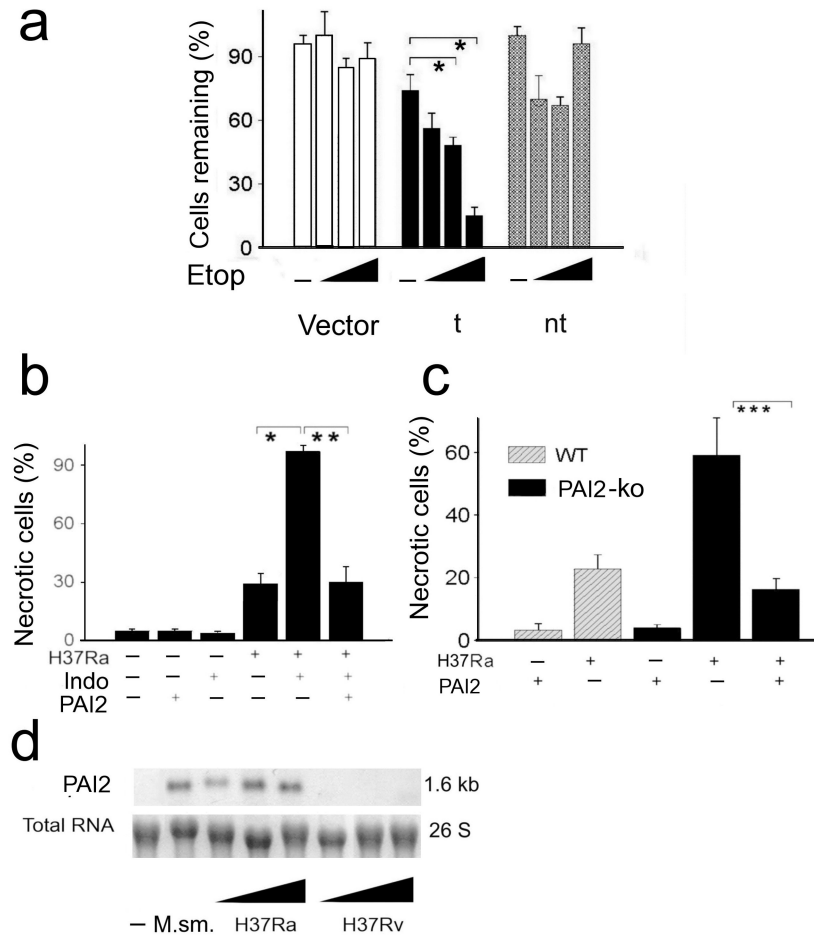 a
Cells remaining (%)
90
60
30
0
* *
Etop – – –
Vector t nt
b
Necrotic cells (%)
90
60
30
0
* **
H37Ra – – – + + +
Indo – – + – + +
PAI2 – + – – – +
c
Necrotic cells (%)
60
40
20
0
WT
PAI2-ko
***
H37Ra – + – + +
PAI2 + – + – +
d
PAI2 1.6 kb
Total RNA 26 S
– M.sm. H37Ra H37Rv